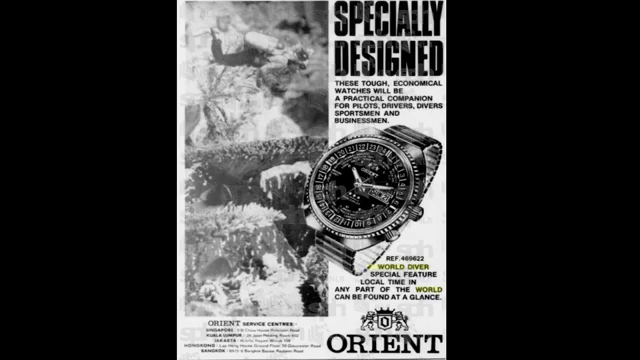 SPECIALLY
DESIGNED
THESE TOUGH, ECONOMICAL
WATCHES WILL BE
A PRACTICAL COMPANION
FOR PILOTS, DRIVERS, DIVERS
SPORTSMEN AND
BUSINESSMEN.
REF. 469622
WORLD DIVER
SPECIAL FEATURE
LOCAL TIME IN
ANY PART OF THE WORLD
CAN BE FOUND AT A GLANCE.
ORIENT SERVICE CENTRES:
SINGAPORE
KUALA LUMPUR
JAKARTA
HONGKONG
BANGKOK
ORIENT